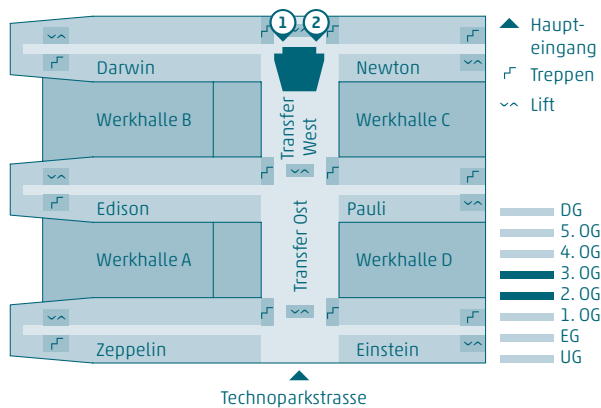 1 2
Darwin
Newton
Werkhalle B
Transfer
West
Werkhalle C
Edison
Pauli
Werkhalle A
Transfer Ost
Werkhalle D
Zeppelin
Einstein
Technoparkstrasse
Haupt-
eingang
Treppen
Lift
DG
5. OG
4. OG
3. OG
2. OG
1. OG
EG
UG